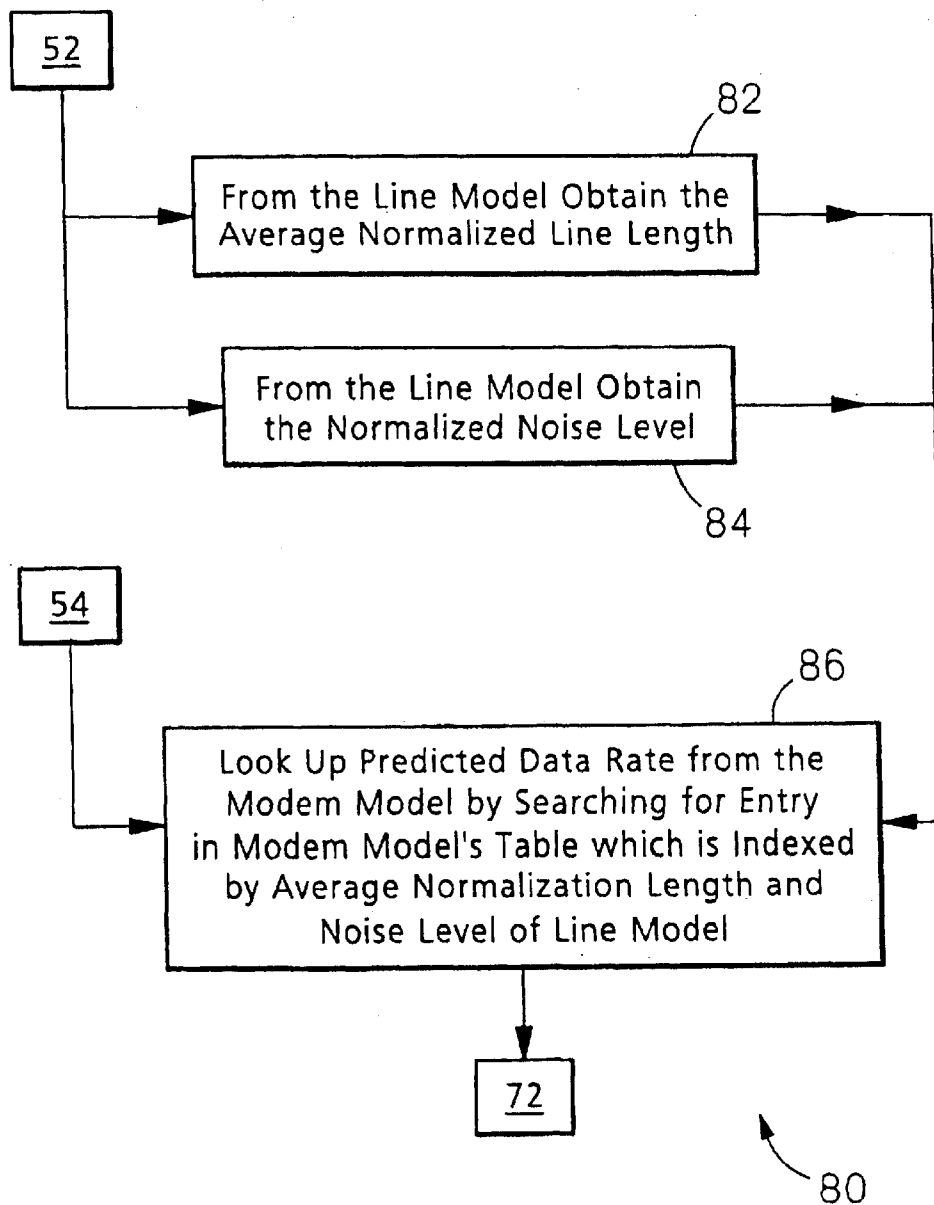 52
82
From the Line Model Obtain the
Average Normalized Line Length
From the Line Model Obtain
the Normalized Noise Level
84
54
86
Look Up Predicted Data Rate from the
Modem Model by Searching for Entry
in Modem Model's Table which is Indexed
by Average Normalization Length and
Noise Level of Line Model
72
80